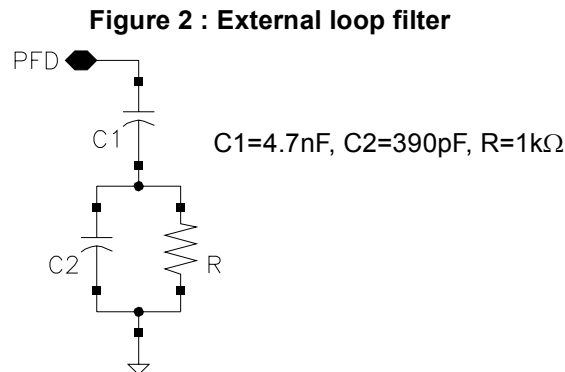 Figure 2 : External loop filter
PFD
C1
C1=4.7nF, C2=390pF, R=1kΩ
C2
R